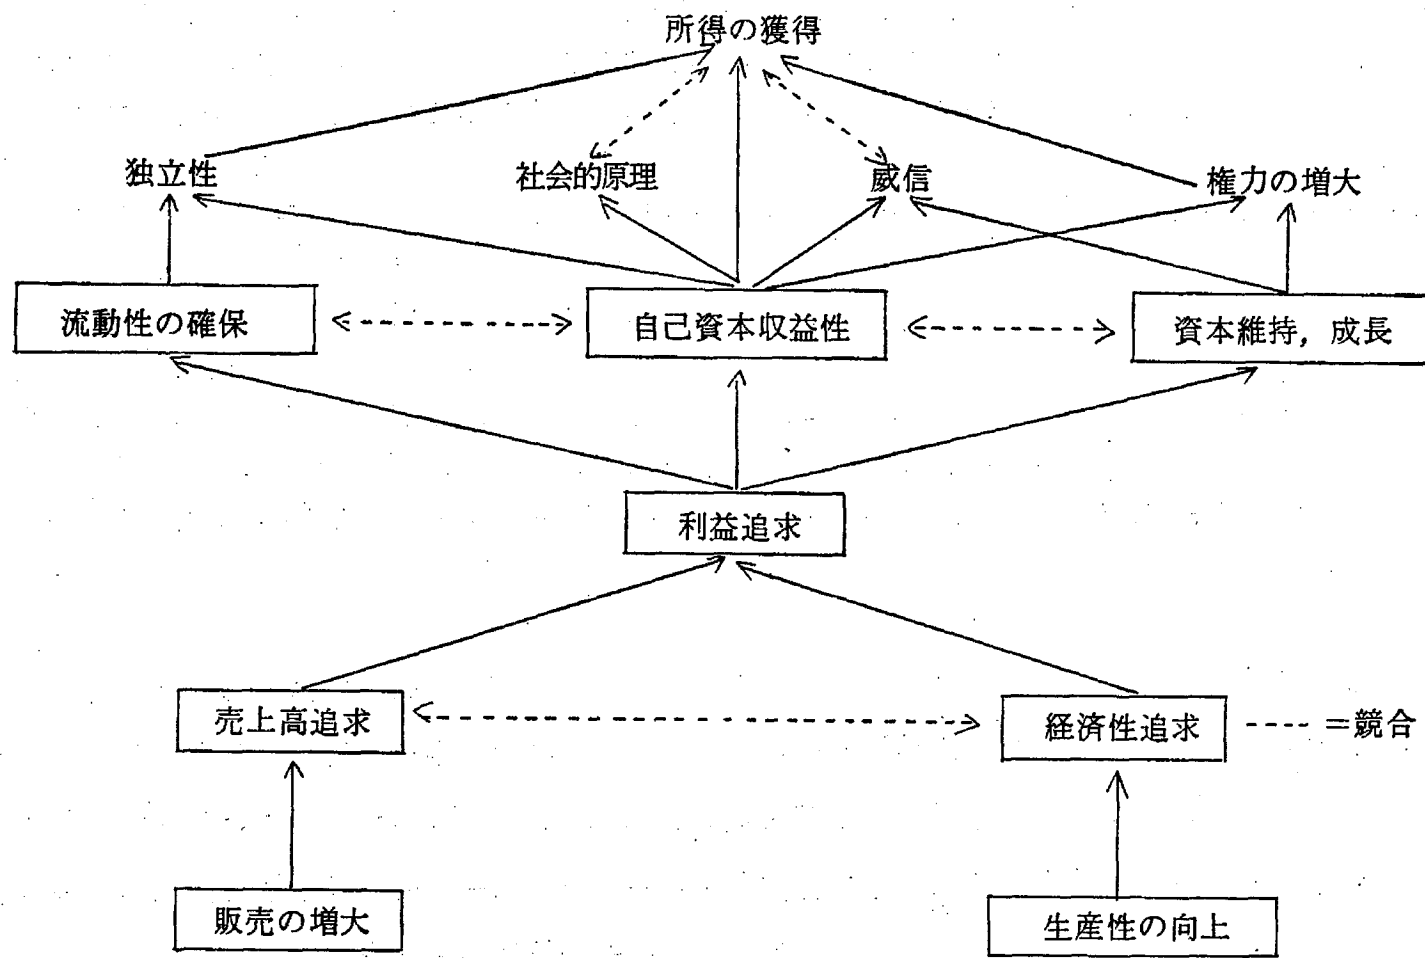 所得の獲得
独立性
社会的原理
威信
権力の増大
流動性の確保
自己資本収益性
資本維持，成長
利益追求
売上高追求
経済性追求
---- ＝競合
販売の増大
生産性の向上